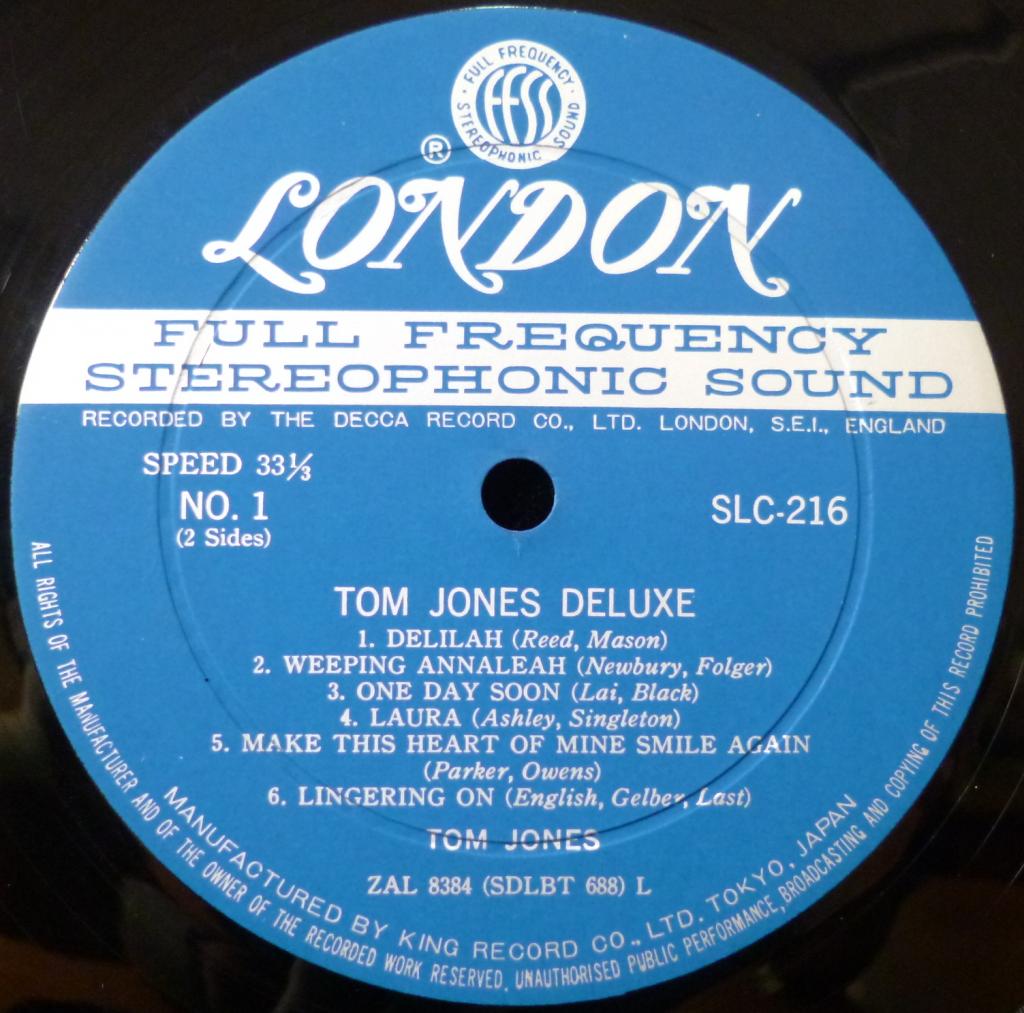 FULL FREQUENCY
FFSS
STEREOPHONIC SOUND
®
LONDON
FULL FREQUENCY
STEREOPHONIC SOUND
RECORDED BY THE DECCA RECORD CO., LTD. LONDON, S.E.I., ENGLAND
SPEED 33⅓
NO. 1
(2 Sides)
SLC-216
TOM JONES DELUXE
1. DELILAH (Reed, Mason)
2. WEEPING ANNALEAH (Newbury, Folger)
3. ONE DAY SOON (Lai, Black)
4. LAURA (Ashley, Singleton)
5. MAKE THIS HEART OF MINE SMILE AGAIN
(Parker, Owens)
6. LINGERING ON (English, Gelber, Last)
TOM JONES
ZAL 8384 (SDLBT 688) L
MANUFACTURED BY KING RECORD CO., LTD. TOKYO, JAPAN
ALL RIGHTS OF THE MANUFACTURER AND OF THE OWNER OF THE RECORDED WORK RESERVED. UNAUTHORISED PUBLIC PERFORMANCE, BROADCASTING AND COPYING OF THIS RECORD PROHIBITED